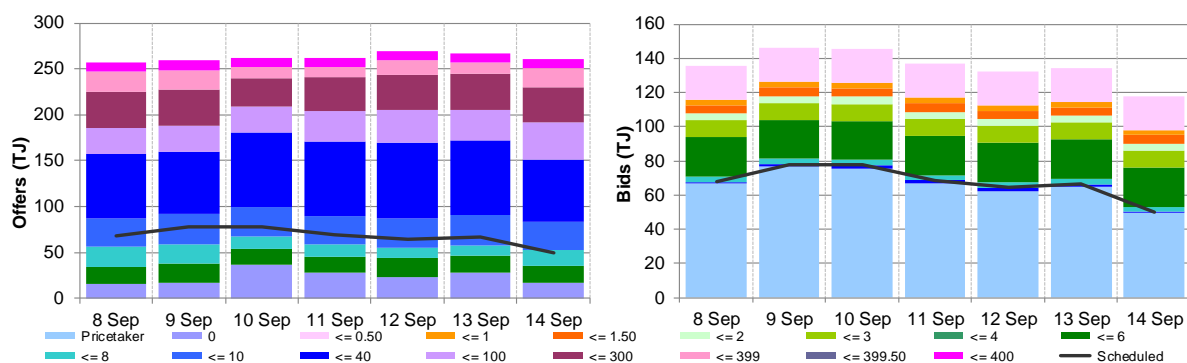 300
250
200
150
100
50
0
Offers (TJ)
8 Sep 9 Sep 10 Sep 11 Sep 12 Sep 13 Sep 14 Sep
160
140
120
100
80
60
40
20
0
Bids (TJ)
8 Sep 9 Sep 10 Sep 11 Sep 12 Sep 13 Sep 14 Sep
Pricetaker 0 <= 0.50 <= 1 <= 1.50 <= 2 <= 3 <= 4 <= 6
<= 8 <= 10 <= 40 <= 100 <= 300 <= 399 <= 399.50 <= 400 Scheduled